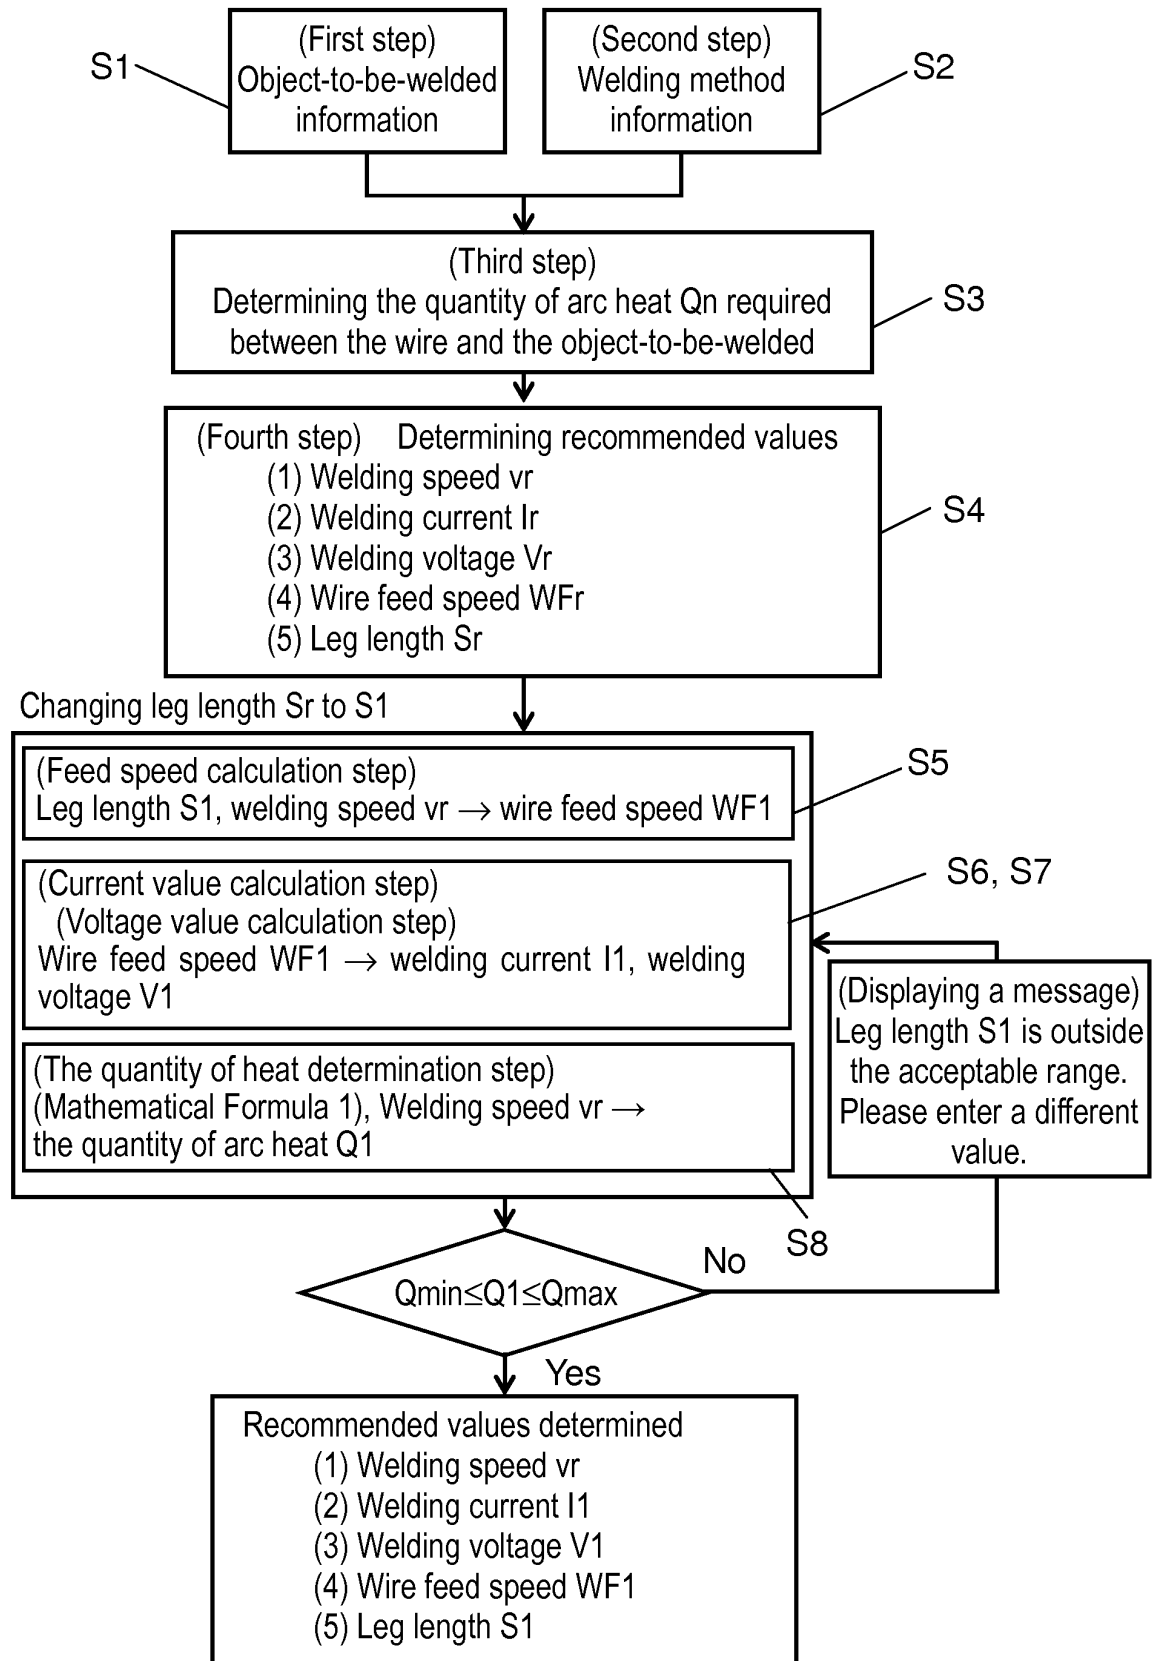 S1
(First step)
Object-to-be-welded
information
(Second step)
Welding method
information
S2
(Third step)
Determining the quantity of arc heat Qn required
between the wire and the object-to-be-welded
S3
(Fourth step) Determining recommended values
(1) Welding speed vr
(2) Welding current Ir
(3) Welding voltage Vr
(4) Wire feed speed WFr
(5) Leg length Sr
S4
Changing leg length Sr to S1
(Feed speed calculation step)
Leg length S1, welding speed vr → wire feed speed WF1
S5
(Current value calculation step)
(Voltage value calculation step)
Wire feed speed WF1 → welding current I1, welding
voltage V1
S6, S7
(Displaying a message)
Leg length S1 is outside
the acceptable range.
Please enter a different
value.
(The quantity of heat determination step)
(Mathematical Formula 1), Welding speed vr →
the quantity of arc heat Q1
S8
Qmin≤Q1≤Qmax
No
Yes
Recommended values determined
(1) Welding speed vr
(2) Welding current I1
(3) Welding voltage V1
(4) Wire feed speed WF1
(5) Leg length S1